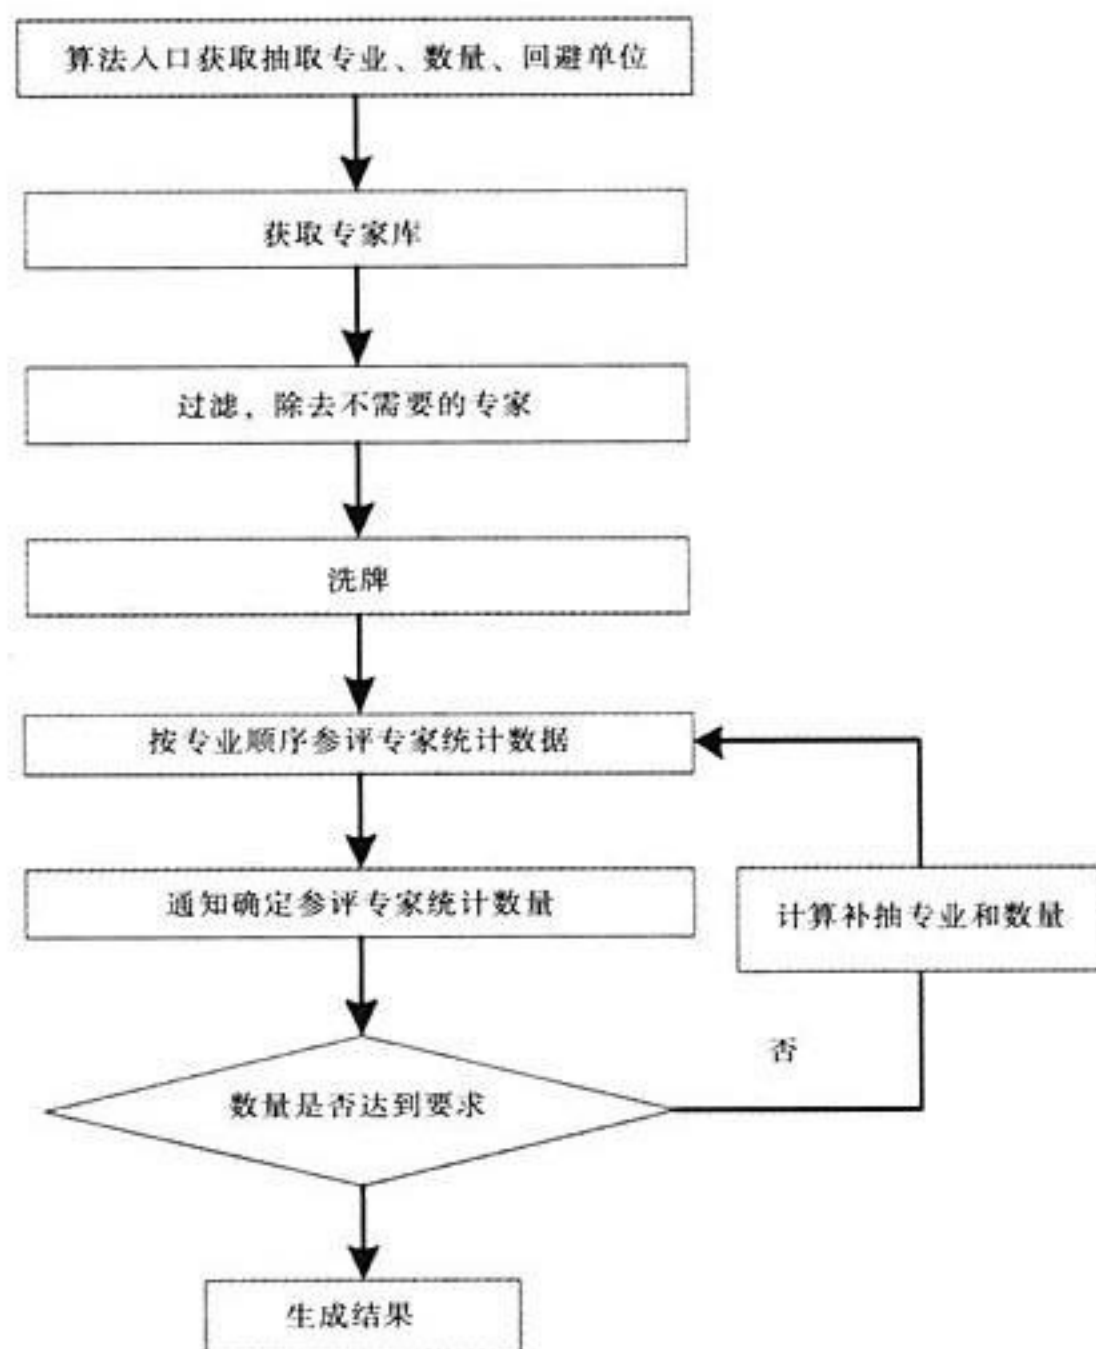 算法入口获取抽取专业、数量、回避单位
获取专家库
过滤，除去不需要的专家
洗牌
按专业顺序参评专家统计数据
通知确定参评专家统计数量
计算补抽专业和数量
否
数量是否达到要求
生成结果